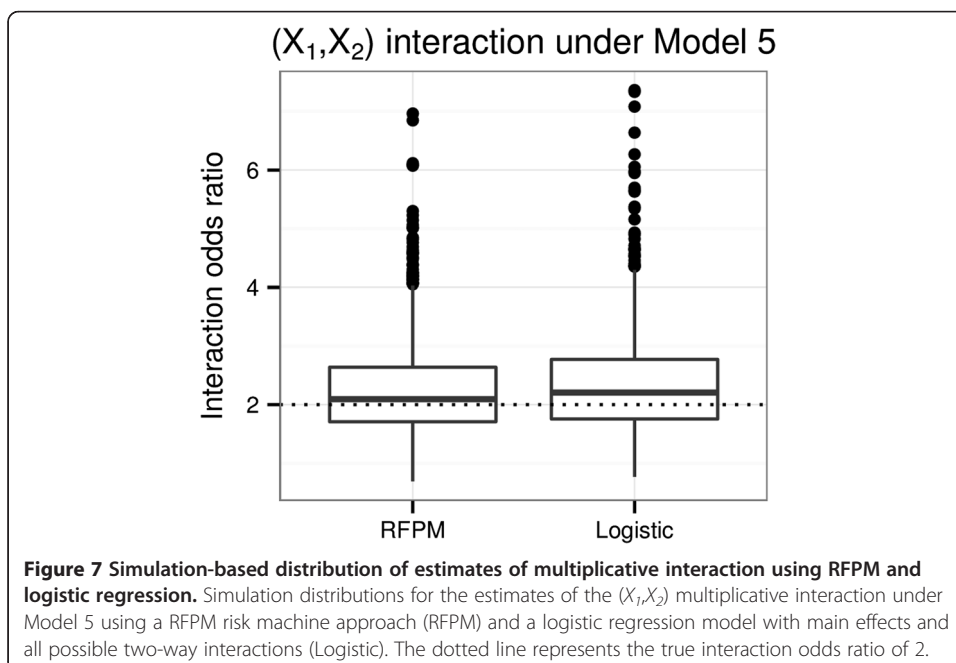 (X₁,X₂) interaction under Model 5
Interaction odds ratio
6
4
2
RFPM
Logistic
Figure 7 Simulation-based distribution of estimates of multiplicative interaction using RFPM and
logistic regression. Simulation distributions for the estimates of the (X₁,X₂) multiplicative interaction under
Model 5 using a RFPM risk machine approach (RFPM) and a logistic regression model with main effects and
all possible two-way interactions (Logistic). The dotted line represents the true interaction odds ratio of 2.